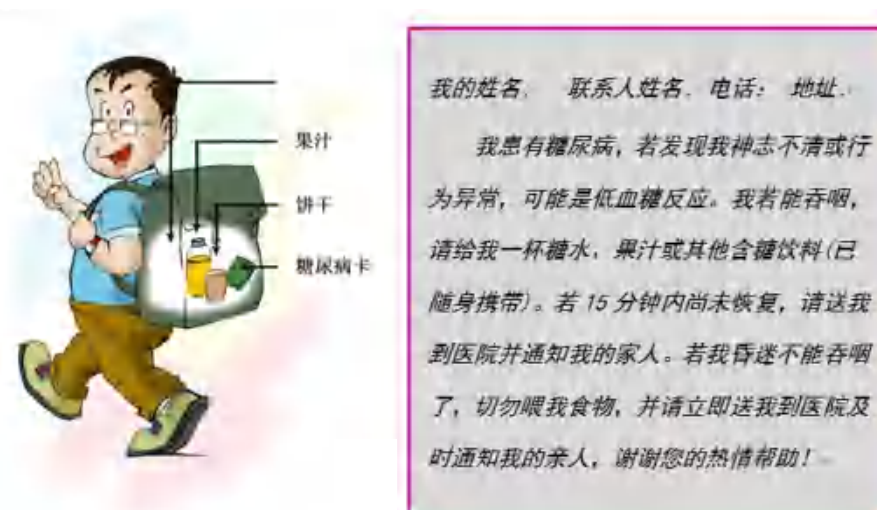 果汁
饼干
糖尿病卡
我的姓名. 联系人姓名. 电话: 地址.
我患有糖尿病，若发现我神志不清或行
为异常，可能是低血糖反应。我若能吞咽，
请给我一杯糖水、果汁或其他含糖饮料(已
随身携带)。若 15 分钟内尚未恢复，请送我
到医院并通知我的家人。若我昏迷不能吞咽
了，切勿喂我食物，并请立即送我到医院及
时通知我的亲人，谢谢您的热情帮助！